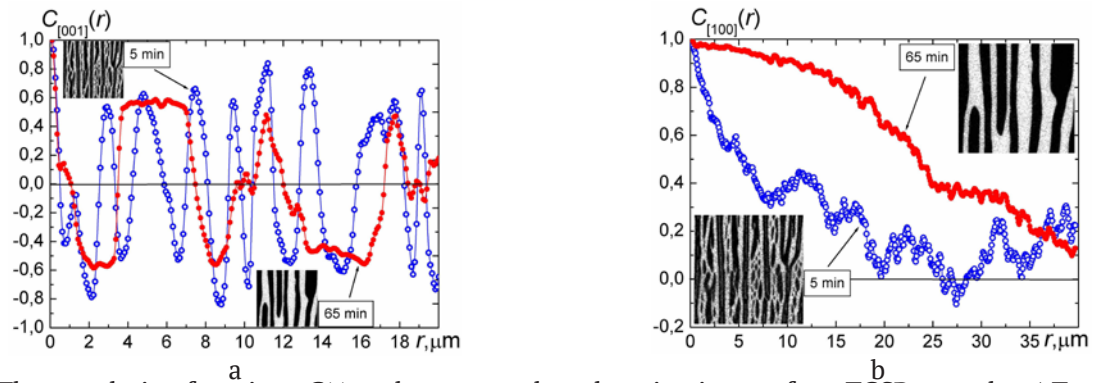 C[001](r)
1,0
0,8
0,6
0,4
0,2
0,0
-0,2
-0,4
-0,6
-0,8
-1,0
5 min
65 min
0 2 4 6 8 10 12 14 16 18 r,μm
a
C[100](r)
1,0
0,8
0,6
0,4
0,2
0,0
-0,2
65 min
5 min
0 5 10 15 20 25 30 35 r,μm
b